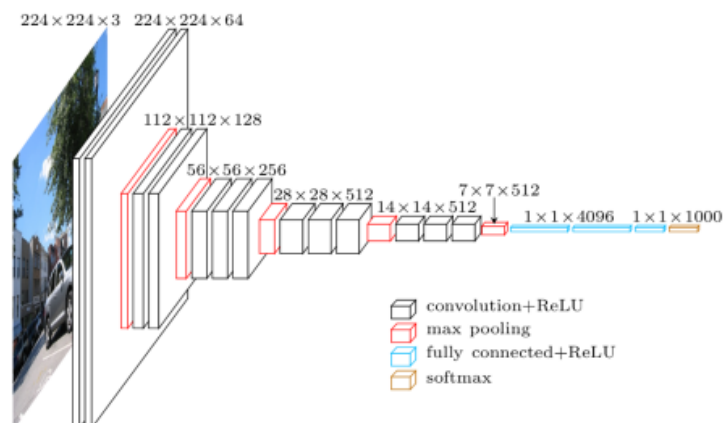 224×224×3
224×224×64
112×112×128
56×56×256
28×28×512
14×14×512
7×7×512
1×1×4096
1×1×1000
convolution+ReLU
max pooling
fully connected+ReLU
softmax